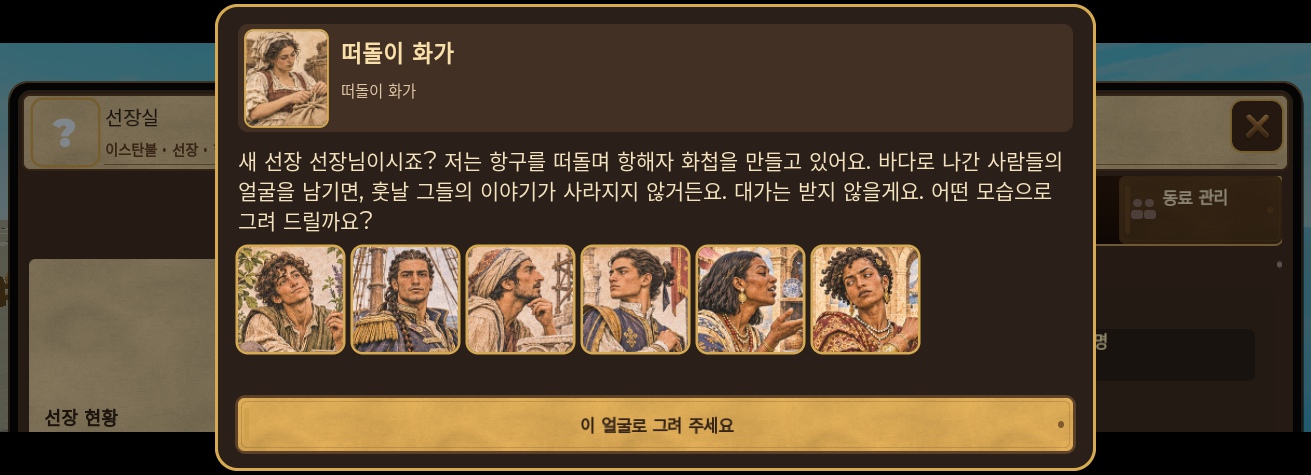 떠돌이 화가
떠돌이 화가
선장실
이스탄불 • 선장 •
새 선장 선장님이시죠? 저는 항구를 떠돌며 항해자 화첩을 만들고 있어요. 바다로 나간 사람들의
얼굴을 남기면, 훗날 그들의 이야기가 사라지지 않거든요. 대가는 받지 않을게요. 어떤 모습으로
그려 드릴까요?
동료 관리
명
선장 현황
이 얼굴로 그려 주세요